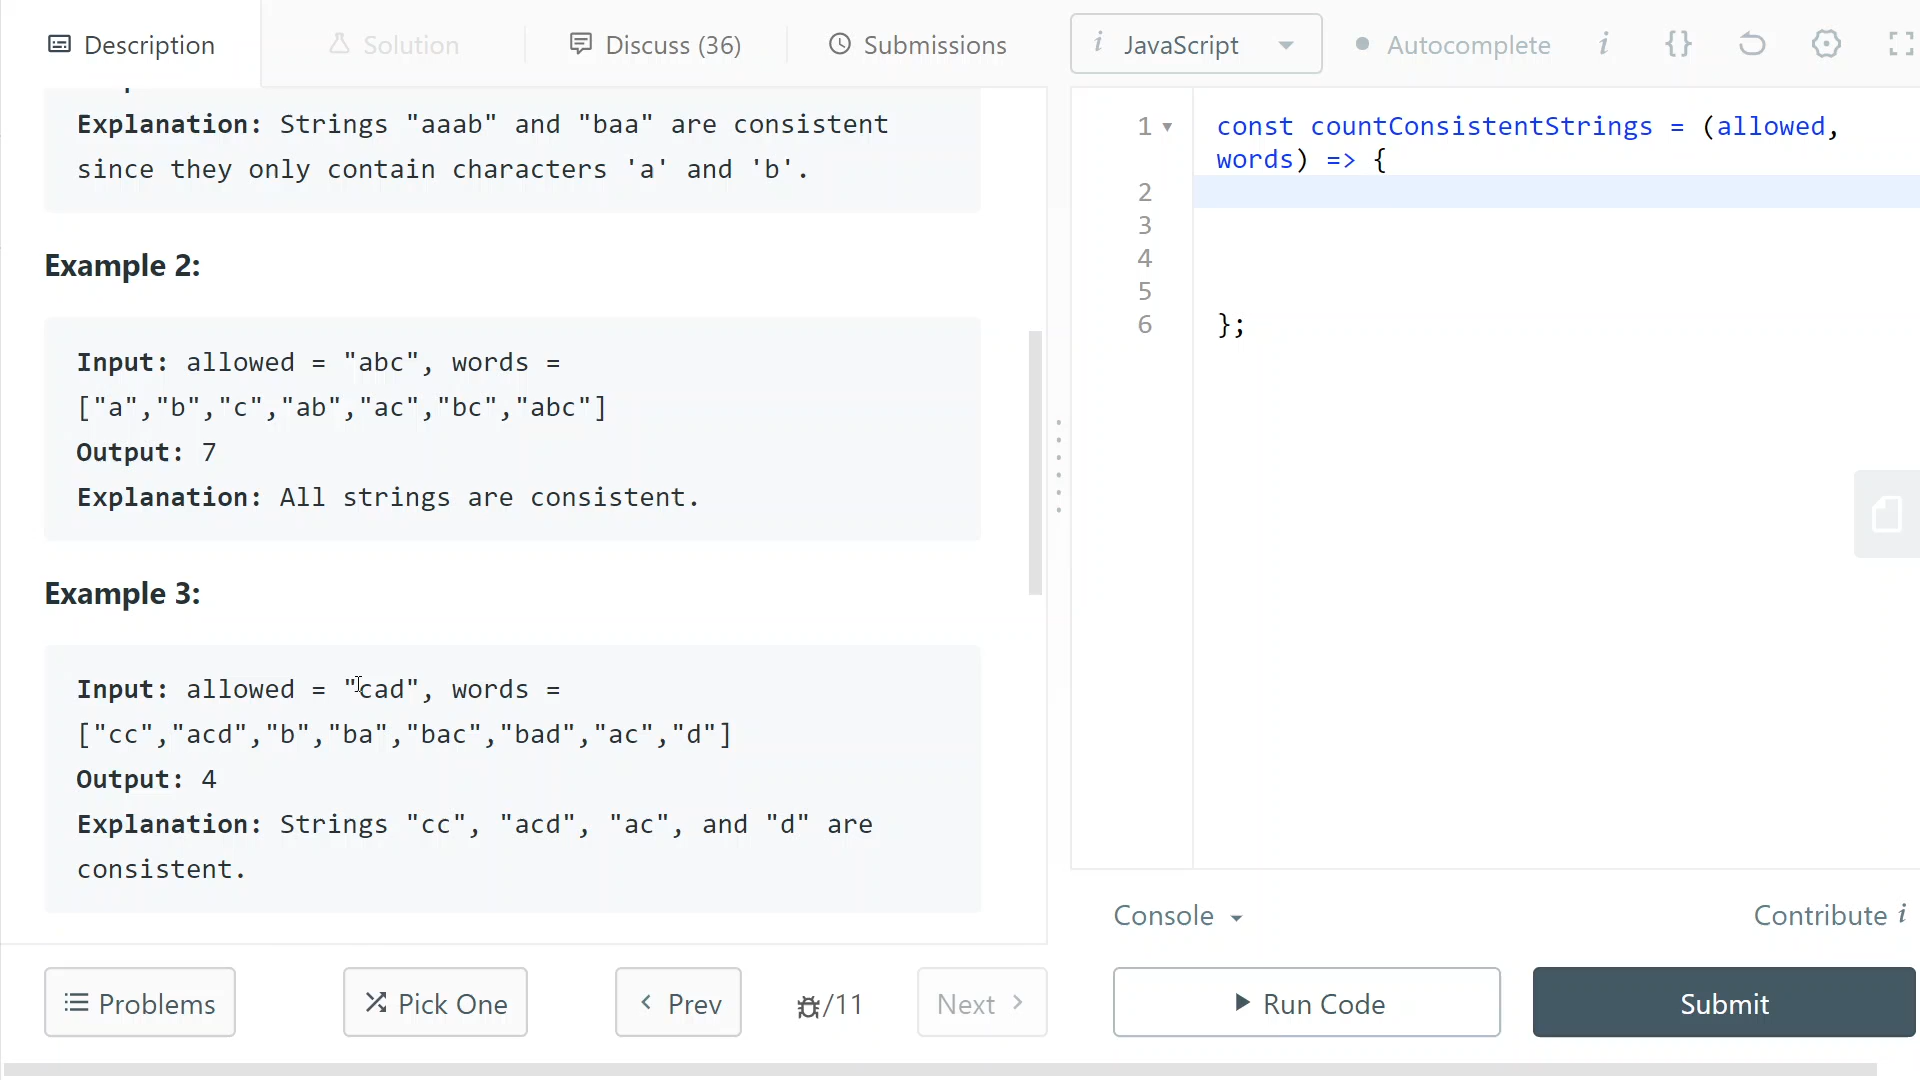 Description
Solution
Discuss (36)
Submissions
i JavaScript
Autocomplete
i {}
Explanation: Strings "aaab" and "baa" are consistent
since they only contain characters 'a' and 'b'.
Example 2:
Input: allowed = "abc", words =
["a","b","c","ab","ac","bc","abc"]
Output: 7
Explanation: All strings are consistent.
Example 3:
Input: allowed = "cad", words =
["cc","acd","b","ba","bac","bad","ac","d"]
Output: 4
Explanation: Strings "cc", "acd", "ac", and "d" are
consistent.
Problems
Pick One
Prev
/11
Next
1 const countConsistentStrings = (allowed,
words) => {
2
3
4
5
6 };
Console
Contribute i
Run Code
Submit